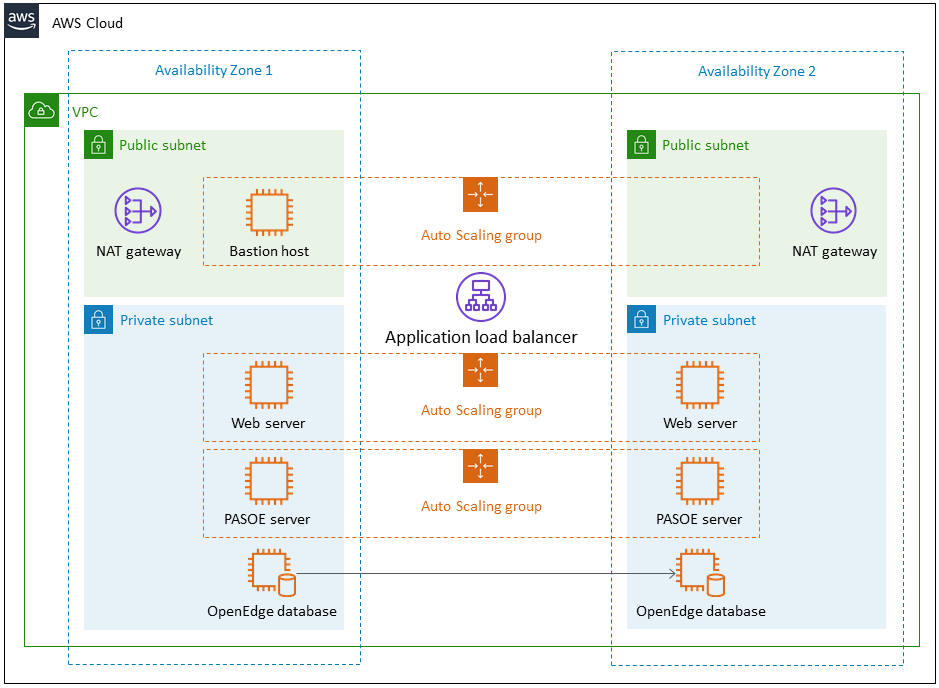 aws
AWS Cloud
Availability Zone 1
Availability Zone 2
VPC
Public subnet
Public subnet
NAT gateway
Bastion host
Auto Scaling group
NAT gateway
Application load balancer
Private subnet
Private subnet
Web server
Auto Scaling group
Web server
PASOE server
Auto Scaling group
PASOE server
OpenEdge database
OpenEdge database